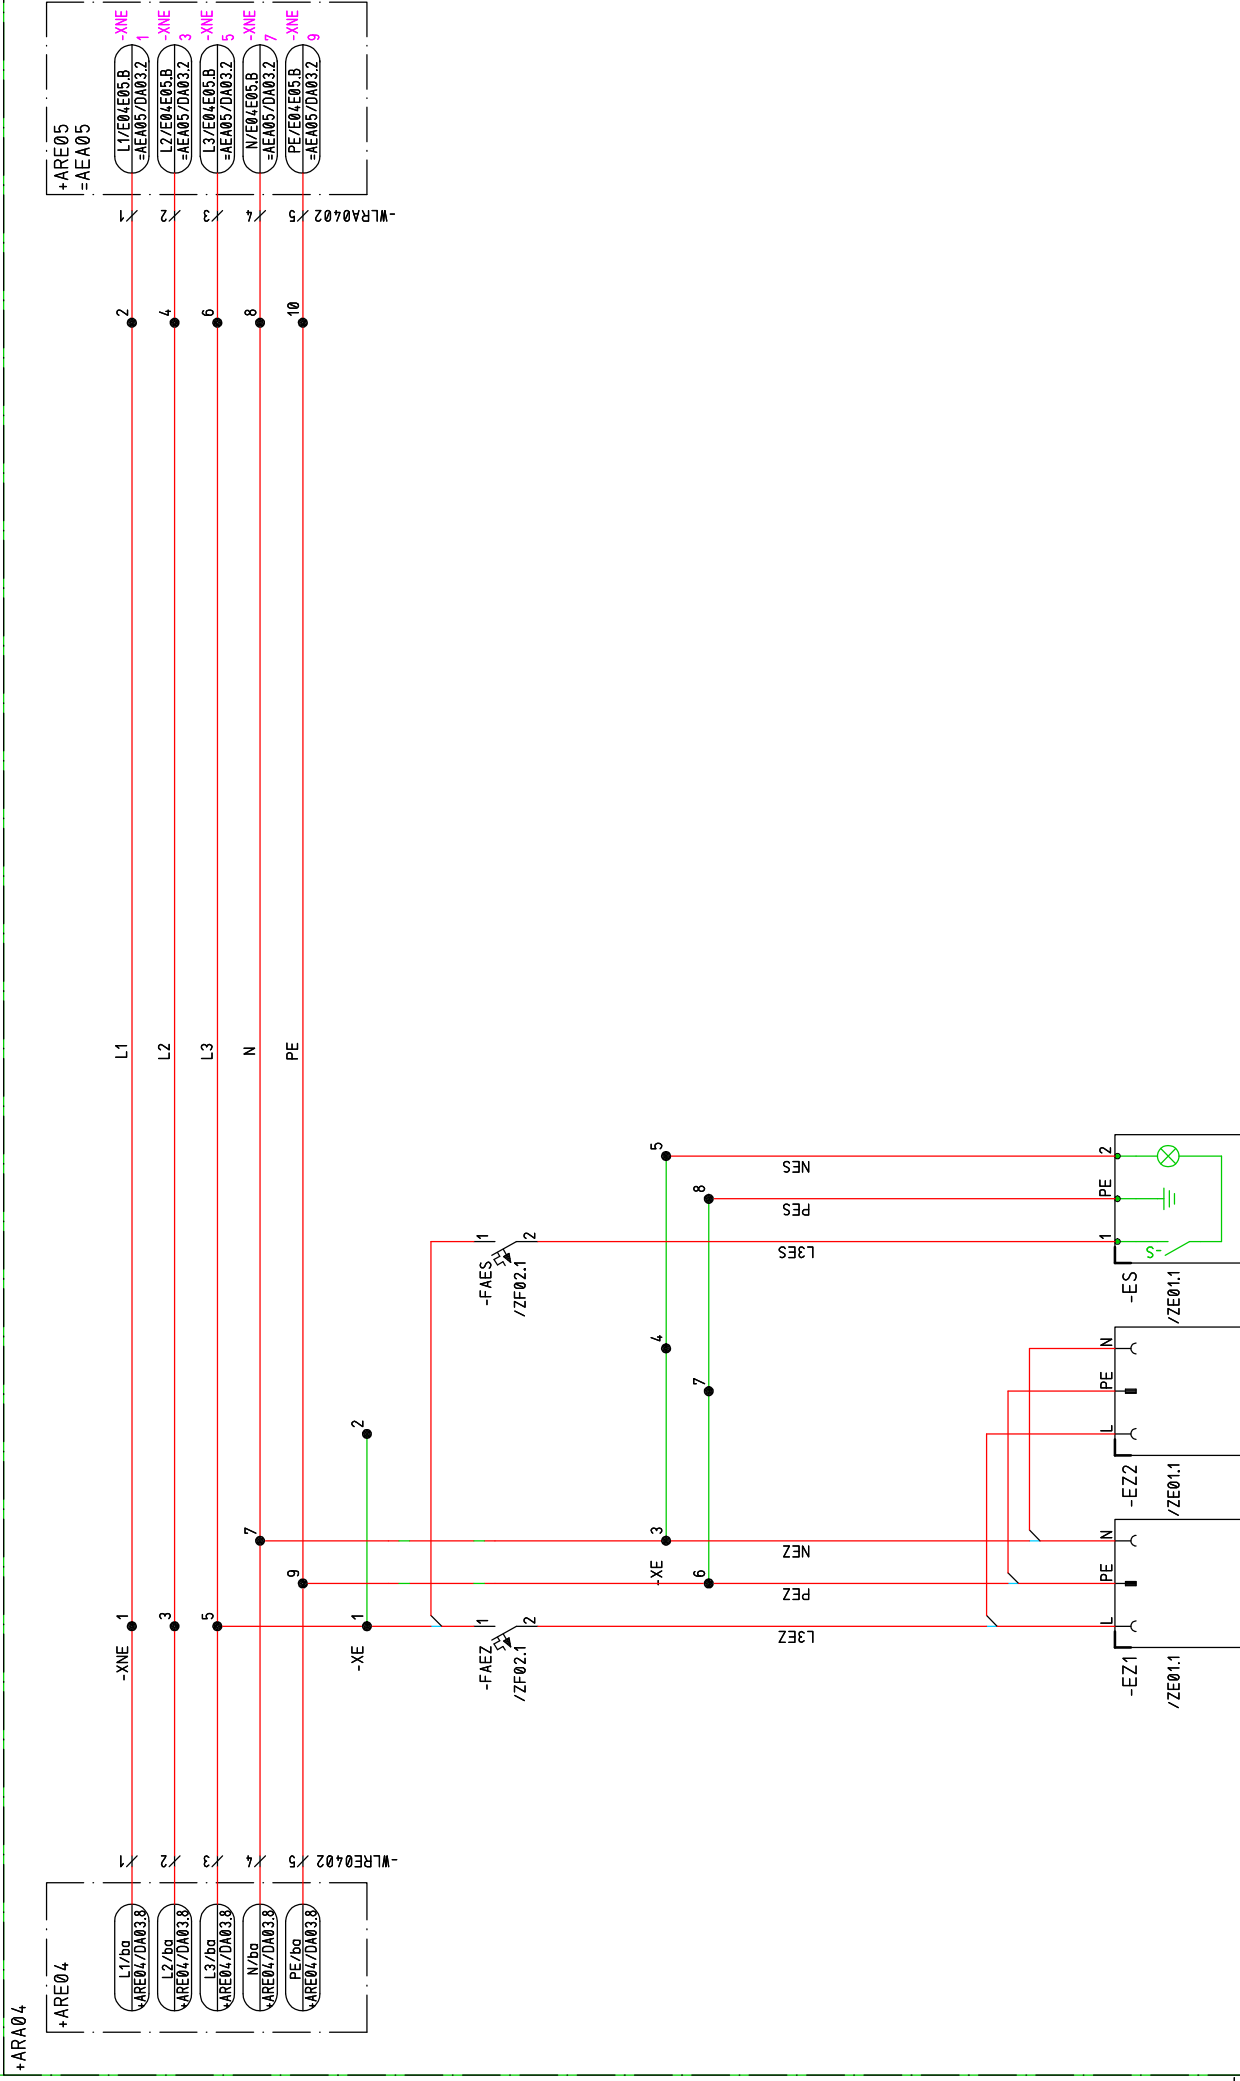 +ARA04
+ARE04
L1/ba
+ARE04/DA03.8
L2/ba
+ARE04/DA03.8
L3/ba
+ARE04/DA03.8
N/ba
+ARE04/DA03.8
PE/ba
+ARE04/DA03.8
1
2
3
4
5
-WLRE0402
-XNE
1
3
5
7
9
L1
L2
L3
N
PE
2
4
6
8
10
1
2
3
4
5
-WLRA0402
+ARE05
=AEA05
L1/E04E05.B
=AEA05/DA03.2
-XNE
1
L2/E04E05.B
=AEA05/DA03.2
-XNE
3
L3/E04E05.B
=AEA05/DA03.2
-XNE
5
N/E04E05.B
=AEA05/DA03.2
-XNE
7
PE/E04E05.B
=AEA05/DA03.2
-XNE
9
-XE
1
2
-FAEZ
/ZF02.1
1
2
-FAES
/ZF02.1
1
2
-XE
3
4
5
6
7
8
L3EZ
PEZ
NEZ
L3ES
PES
NES
-EZ1
/ZE01.1
L
PE
N
-EZ2
/ZE01.1
L
PE
N
-ES
/ZE01.1
1
PE
2
-S